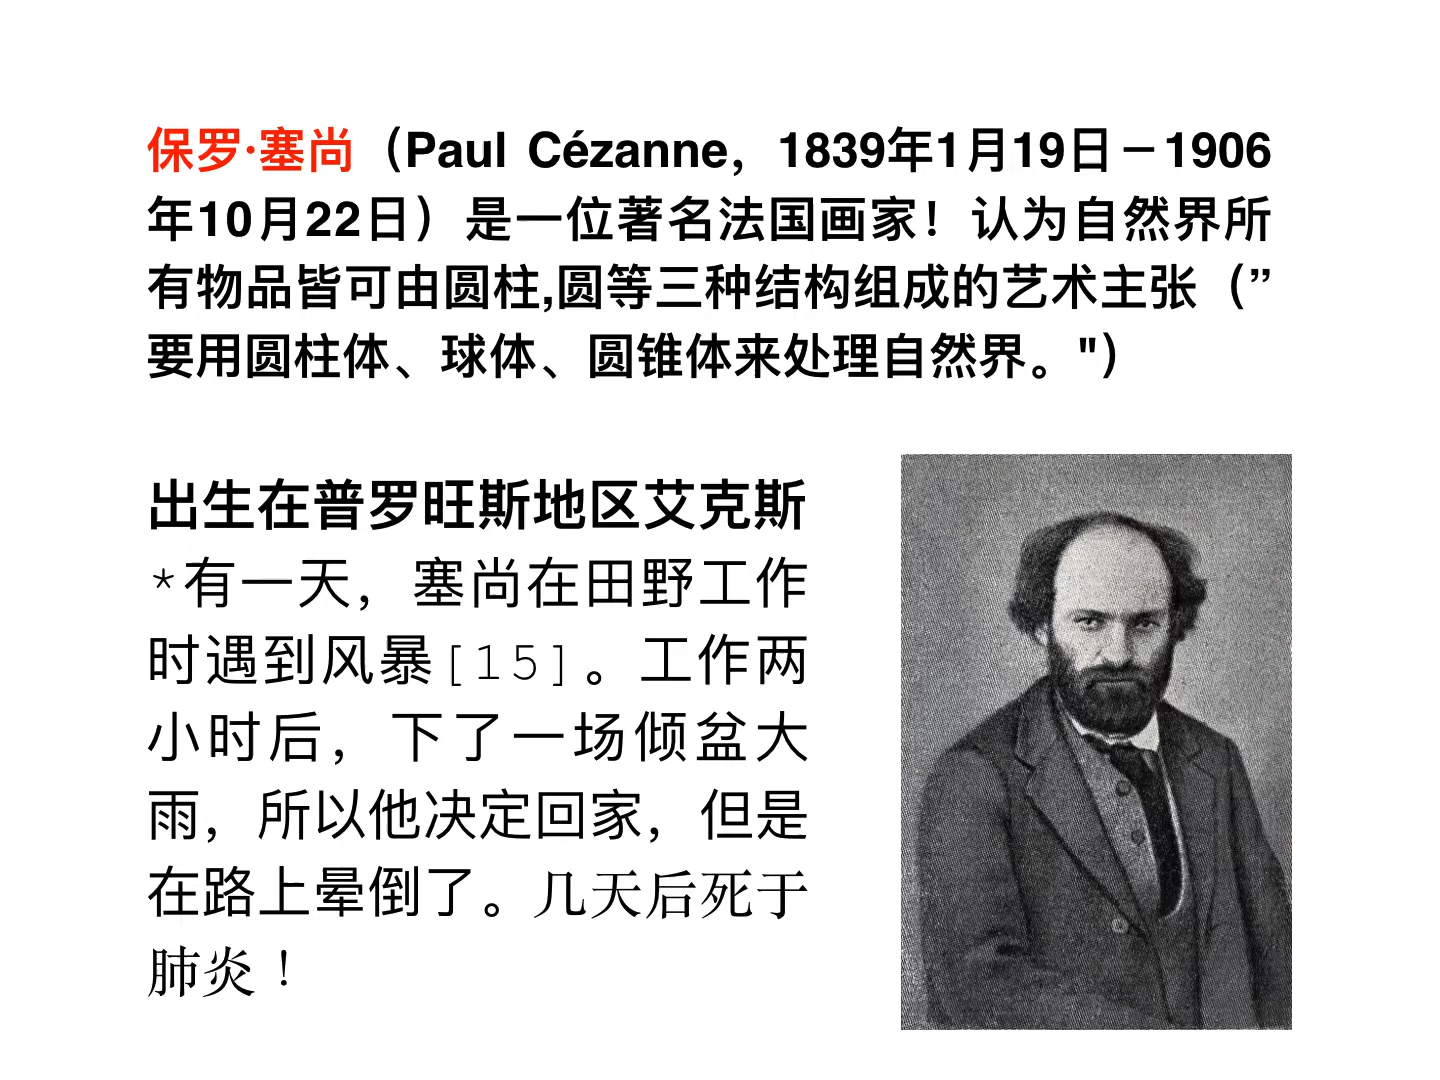 保罗·塞尚（Paul Cézanne，1839年1月19日－1906
年10月22日）是一位著名法国画家！认为自然界所
有物品皆可由圆柱,圆等三种结构组成的艺术主张（”
要用圆柱体、球体、圆锥体来处理自然界。"）
出生在普罗旺斯地区艾克斯
*有一天，塞尚在田野工作
时遇到风暴[15]。工作两
小时后，下了一场倾盆大
雨，所以他决定回家，但是
在路上晕倒了。几天后死于
肺炎！